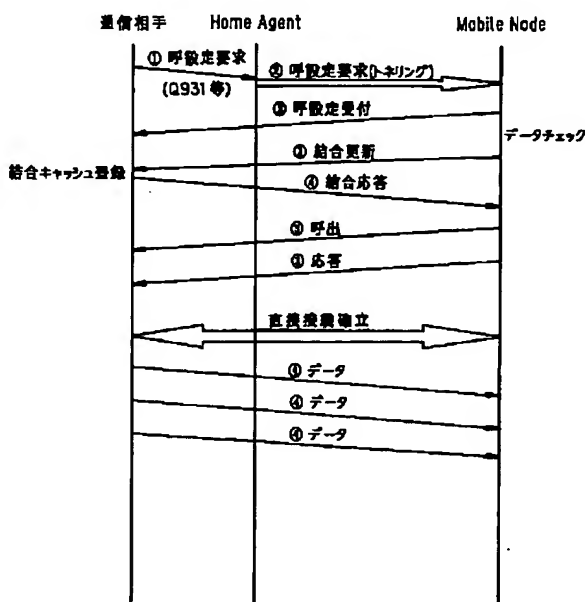 通信相手 Home Agent Mobile Node
① 呼設定要求
② 呼設定要求(トネリング)
(Q931 等)
③ 呼設定受付
データチェック
③ 結合更新
結合キャッシュ登録
④ 結合応答
③ 呼出
③ 応答
直接接続確立
④ データ
④ データ
④ データ